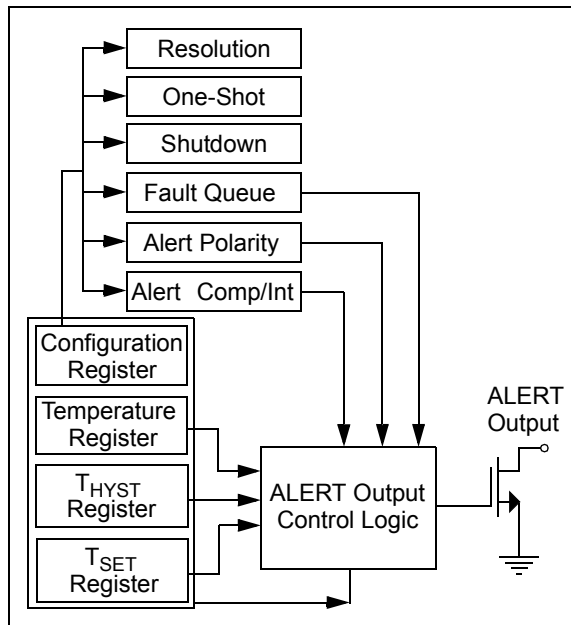 Resolution
One-Shot
Shutdown
Fault Queue
Alert Polarity
Alert Comp/Int
Configuration
Register
Temperature
Register
THYST
Register
TSET
Register
ALERT Output
Control Logic
ALERT
Output